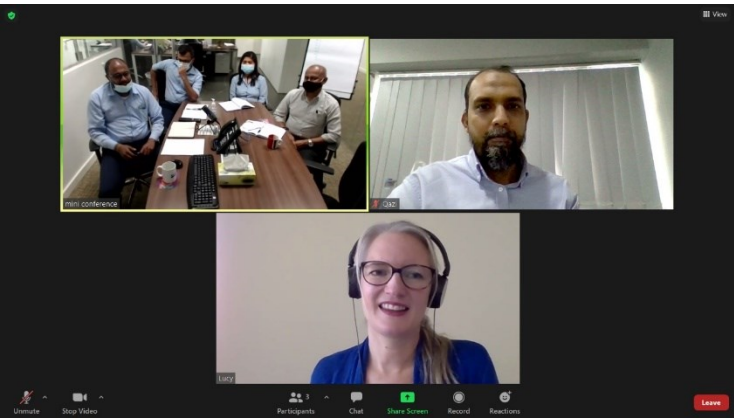 View
mini conference
Qazi
Lucy
Unmute
Stop Video
Participants
3
Chat
Share Screen
Record
Reactions
Leave